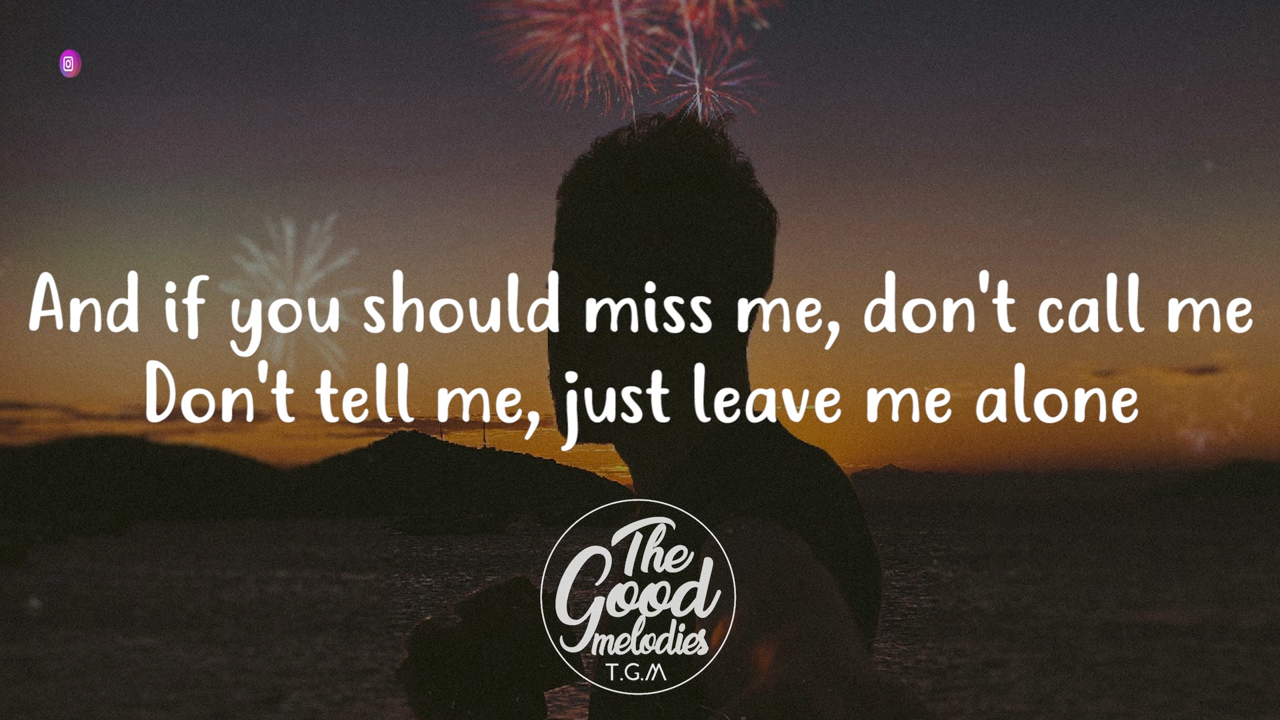 And if you should miss me, don't call me
Don't tell me, just leave me alone
The
Good
melodies
T.G.M